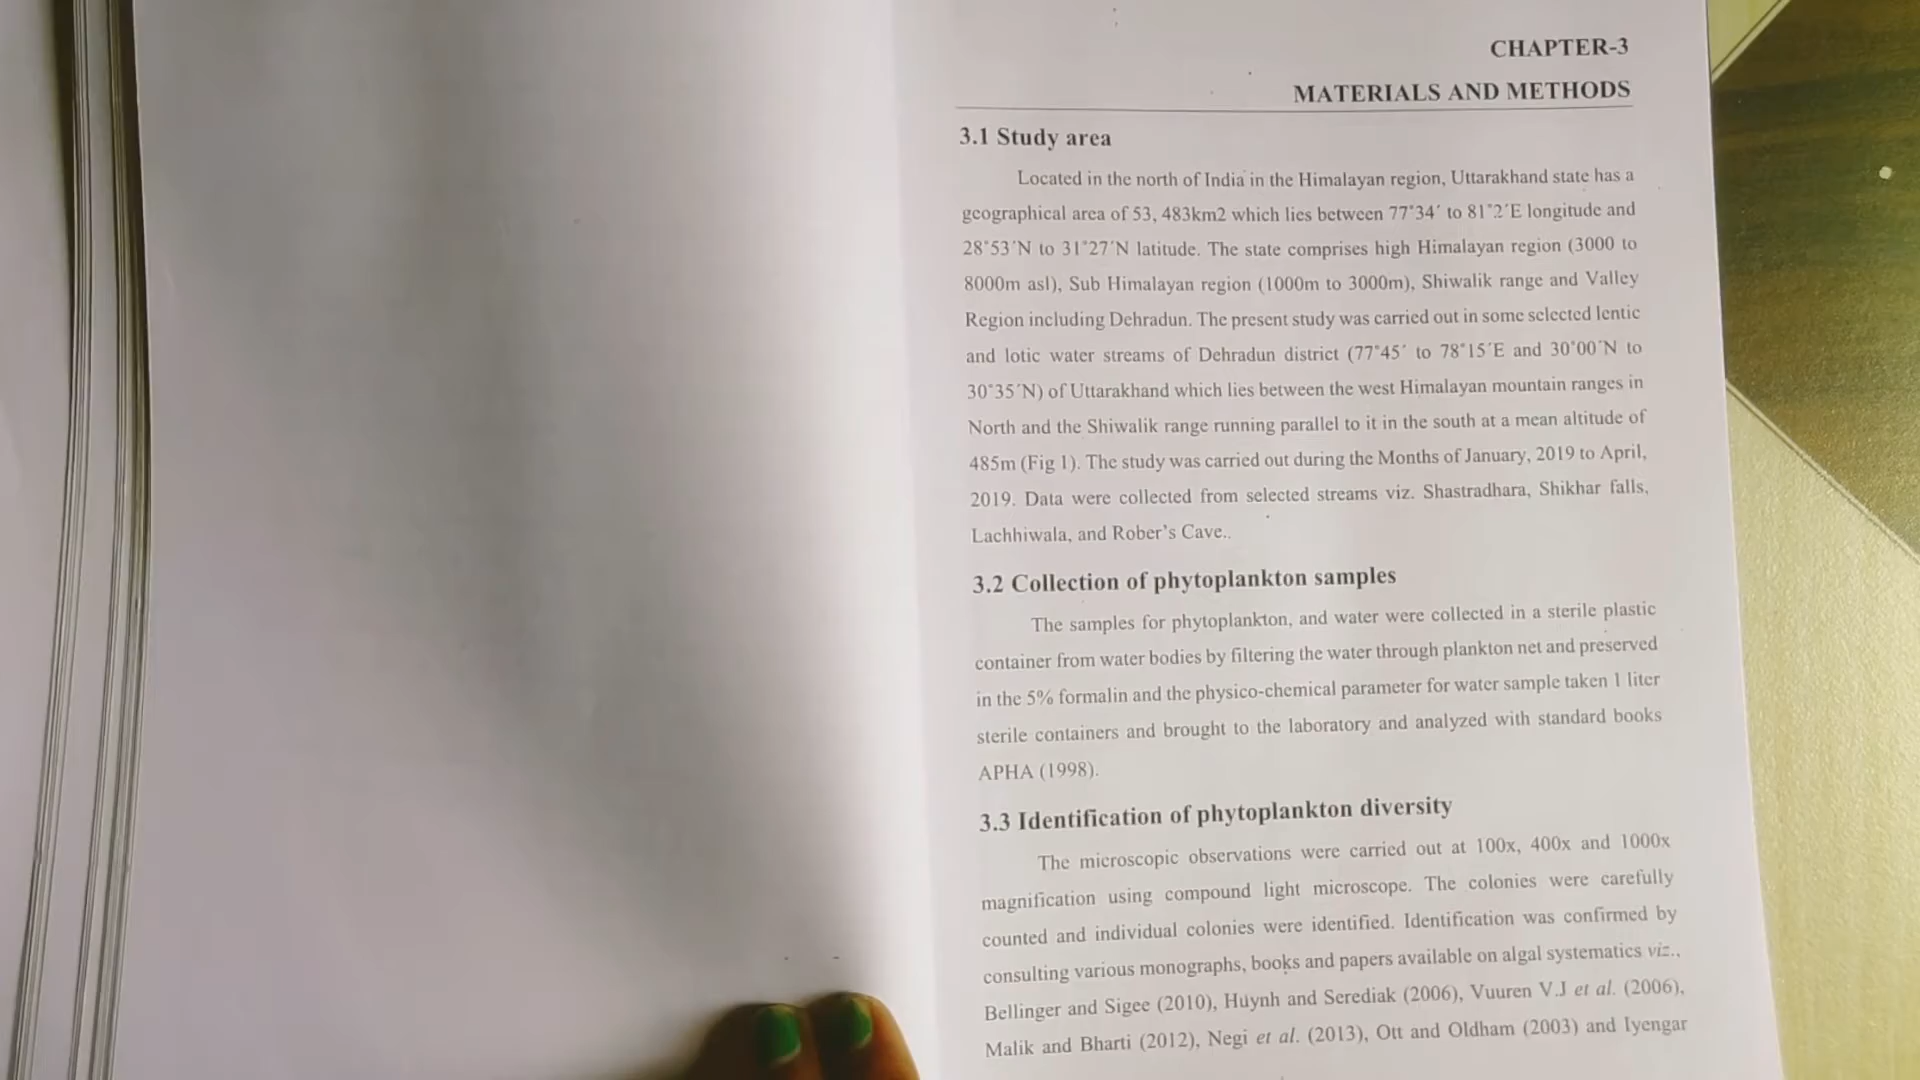 CHAPTER-3
MATERIALS AND METHODS
3.1 Study area
Located in the north of India in the Himalayan region, Uttarakhand state has a
geographical area of 53, 483km2 which lies between 77°34´ to 81°2´E longitude and
28°53´N to 31°27´N latitude. The state comprises high Himalayan region (3000 to
8000m asl), Sub Himalayan region (1000m to 3000m), Shiwalik range and Valley
Region including Dehradun. The present study was carried out in some selected lentic
and lotic water streams of Dehradun district (77°45´ to 78°15´E and 30°00´N to
30°35´N) of Uttarakhand which lies between the west Himalayan mountain ranges in
North and the Shiwalik range running parallel to it in the south at a mean altitude of
485m (Fig 1). The study was carried out during the Months of January, 2019 to April,
2019. Data were collected from selected streams viz. Shastradhara, Shikhar falls,
Lachhiwala, and Rober’s Cave..
3.2 Collection of phytoplankton samples
The samples for phytoplankton, and water were collected in a sterile plastic
container from water bodies by filtering the water through plankton net and preserved
in the 5% formalin and the physico-chemical parameter for water sample taken 1 liter
sterile containers and brought to the laboratory and analyzed with standard books
APHA (1998).
3.3 Identification of phytoplankton diversity
The microscopic observations were carried out at 100x, 400x and 1000x
magnification using compound light microscope. The colonies were carefully
counted and individual colonies were identified. Identification was confirmed by
consulting various monographs, books and papers available on algal systematics viz.,
Bellinger and Sigee (2010), Huynh and Serediak (2006), Vuuren V.J et al. (2006),
Malik and Bharti (2012), Negi et al. (2013), Ott and Oldham (2003) and Iyengar